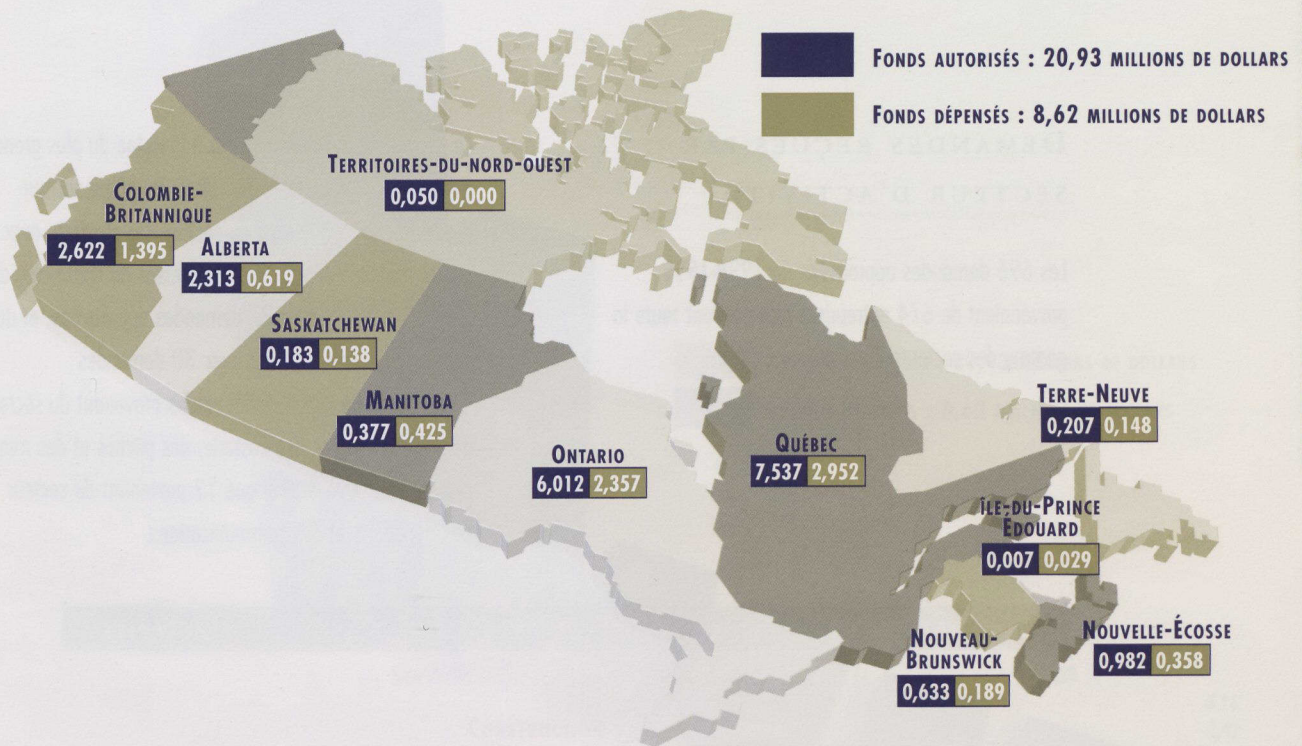 FONDS AUTORISÉS : 20,93 MILLIONS DE DOLLARS
FONDS DÉPENSÉS : 8,62 MILLIONS DE DOLLARS
TERRITOIRES-DU-NORD-OUEST
0,050 0,000
COLOMBIE-
BRITANNIQUE
2,622 1,395
ALBERTA
2,313 0,619
SASKATCHEWAN
0,183 0,138
MANITOBA
0,377 0,425
ONTARIO
6,012 2,357
QUÉBEC
7,537 2,952
TERRE-NEUVE
0,207 0,148
ÎLE-DU-PRINCE
ÉDOUARD
0,007 0,029
NOUVEAU-
BRUNSWICK
0,633 0,189
NOUVELLE-ÉCOSSE
0,982 0,358